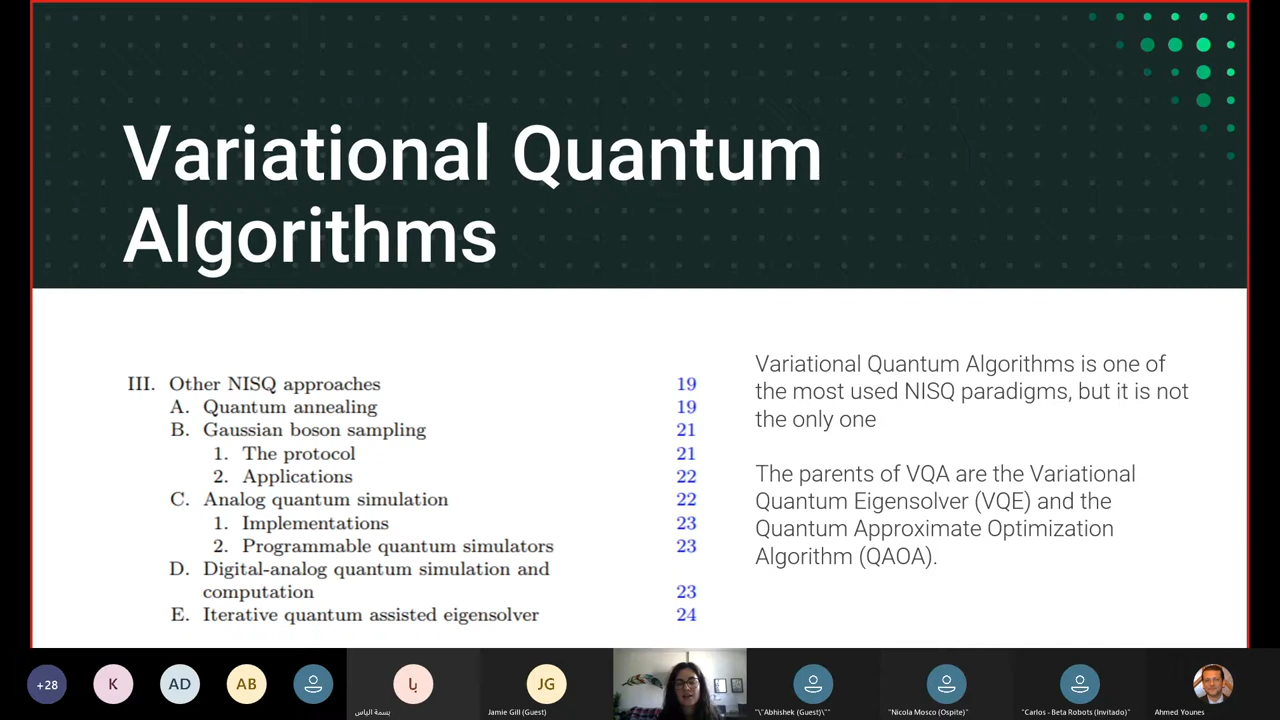 Variational Quantum
Algorithms
III. Other NISQ approaches 19
A. Quantum annealing 19
B. Gaussian boson sampling 21
1. The protocol 21
2. Applications 22
C. Analog quantum simulation 22
1. Implementations 23
2. Programmable quantum simulators 23
D. Digital-analog quantum simulation and
computation 23
E. Iterative quantum assisted eigensolver 24
Variational Quantum Algorithms is one of
the most used NISQ paradigms, but it is not
the only one
The parents of VQA are the Variational
Quantum Eigensolver (VQE) and the
Quantum Approximate Optimization
Algorithm (QAOA).
+28
K
AD
AB
بَا
بسمة الياس
JG
Jamie Gill (Guest)
"\"Abhishek (Guest)\""
"Nicola Mosco (Ospite)"
"Carlos - Beta Robots (Invitado)"
Ahmed Younes